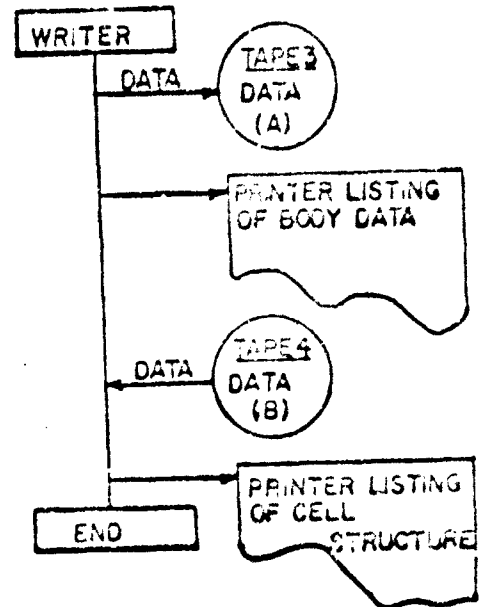 WRITER
DATA
TAPE3
DATA
(A)
PRINTER LISTING
OF BODY DATA
TAPE4
DATA
DATA
(B)
PRINTER LISTING
OF CELL
STRUCTURE
END